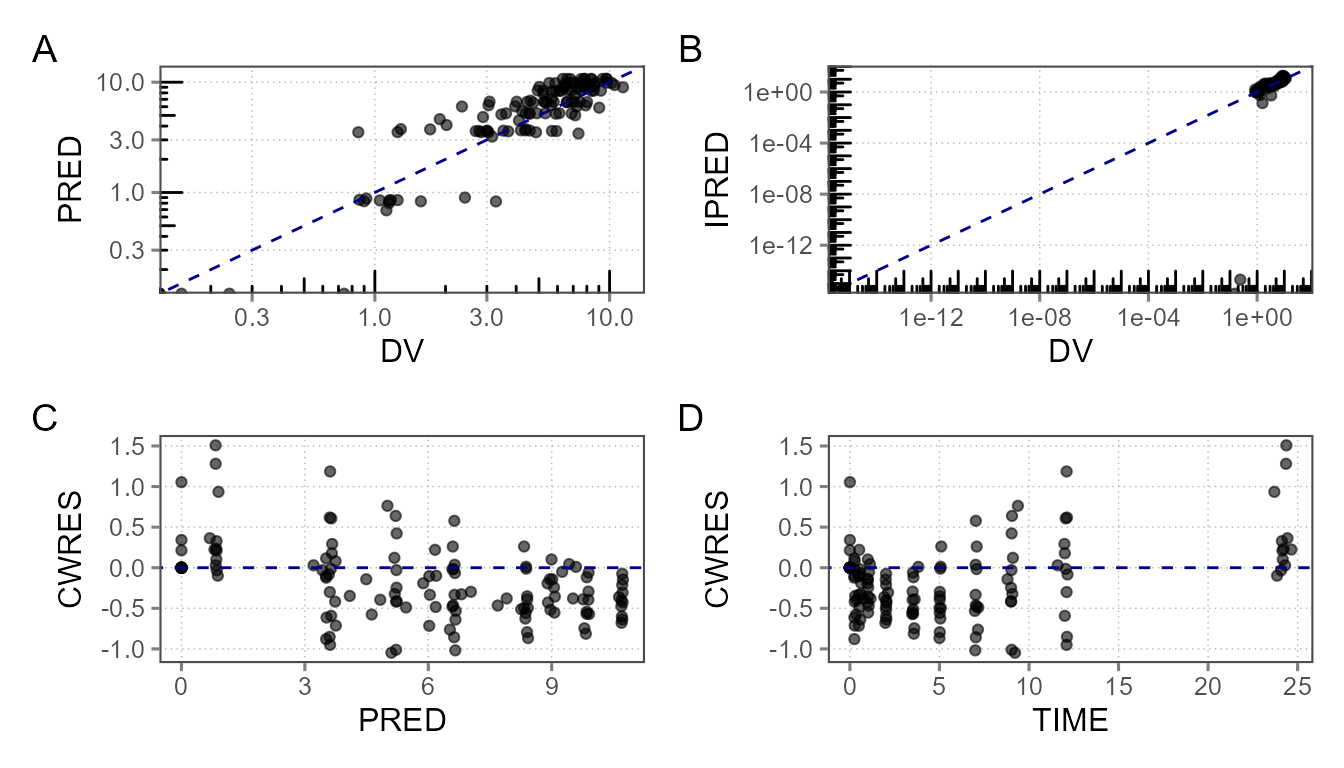 A
10.0
3.0
1.0
0.3
PRED
0.3 1.0 3.0 10.0
DV
B
1e+00
1e-04
1e-08
1e-12
IPRED
1e-12 1e-08 1e-04 1e+00
DV
C
1.5
1.0
0.5
0.0
-0.5
-1.0
CWRES
0 3 6 9
PRED
D
1.5
1.0
0.5
0.0
-0.5
-1.0
CWRES
0 5 10 15 20 25
TIME